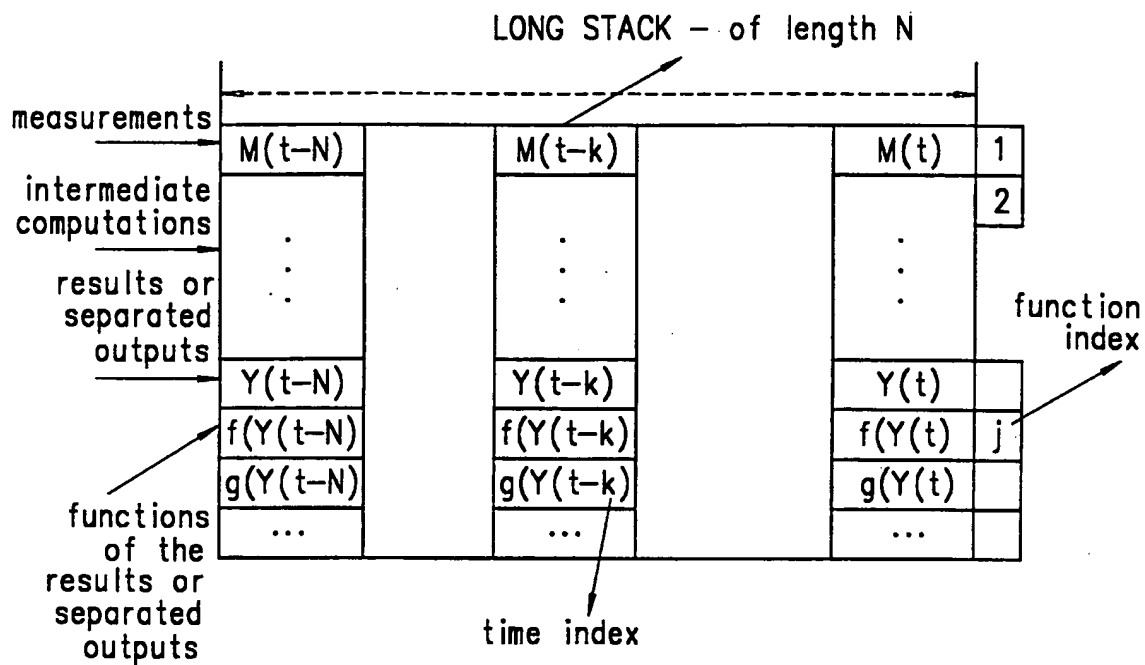 LONG STACK – of length N
measurements
M(t–N) M(t–k) M(t) 1
intermediate
computations
2
results or
separated
outputs
function
index
Y(t–N) Y(t–k) Y(t)
f(Y(t–N) f(Y(t–k) f(Y(t) j
g(Y(t–N) g(Y(t–k) g(Y(t)
... ... ...
functions
of the
results or
separated
outputs
time index